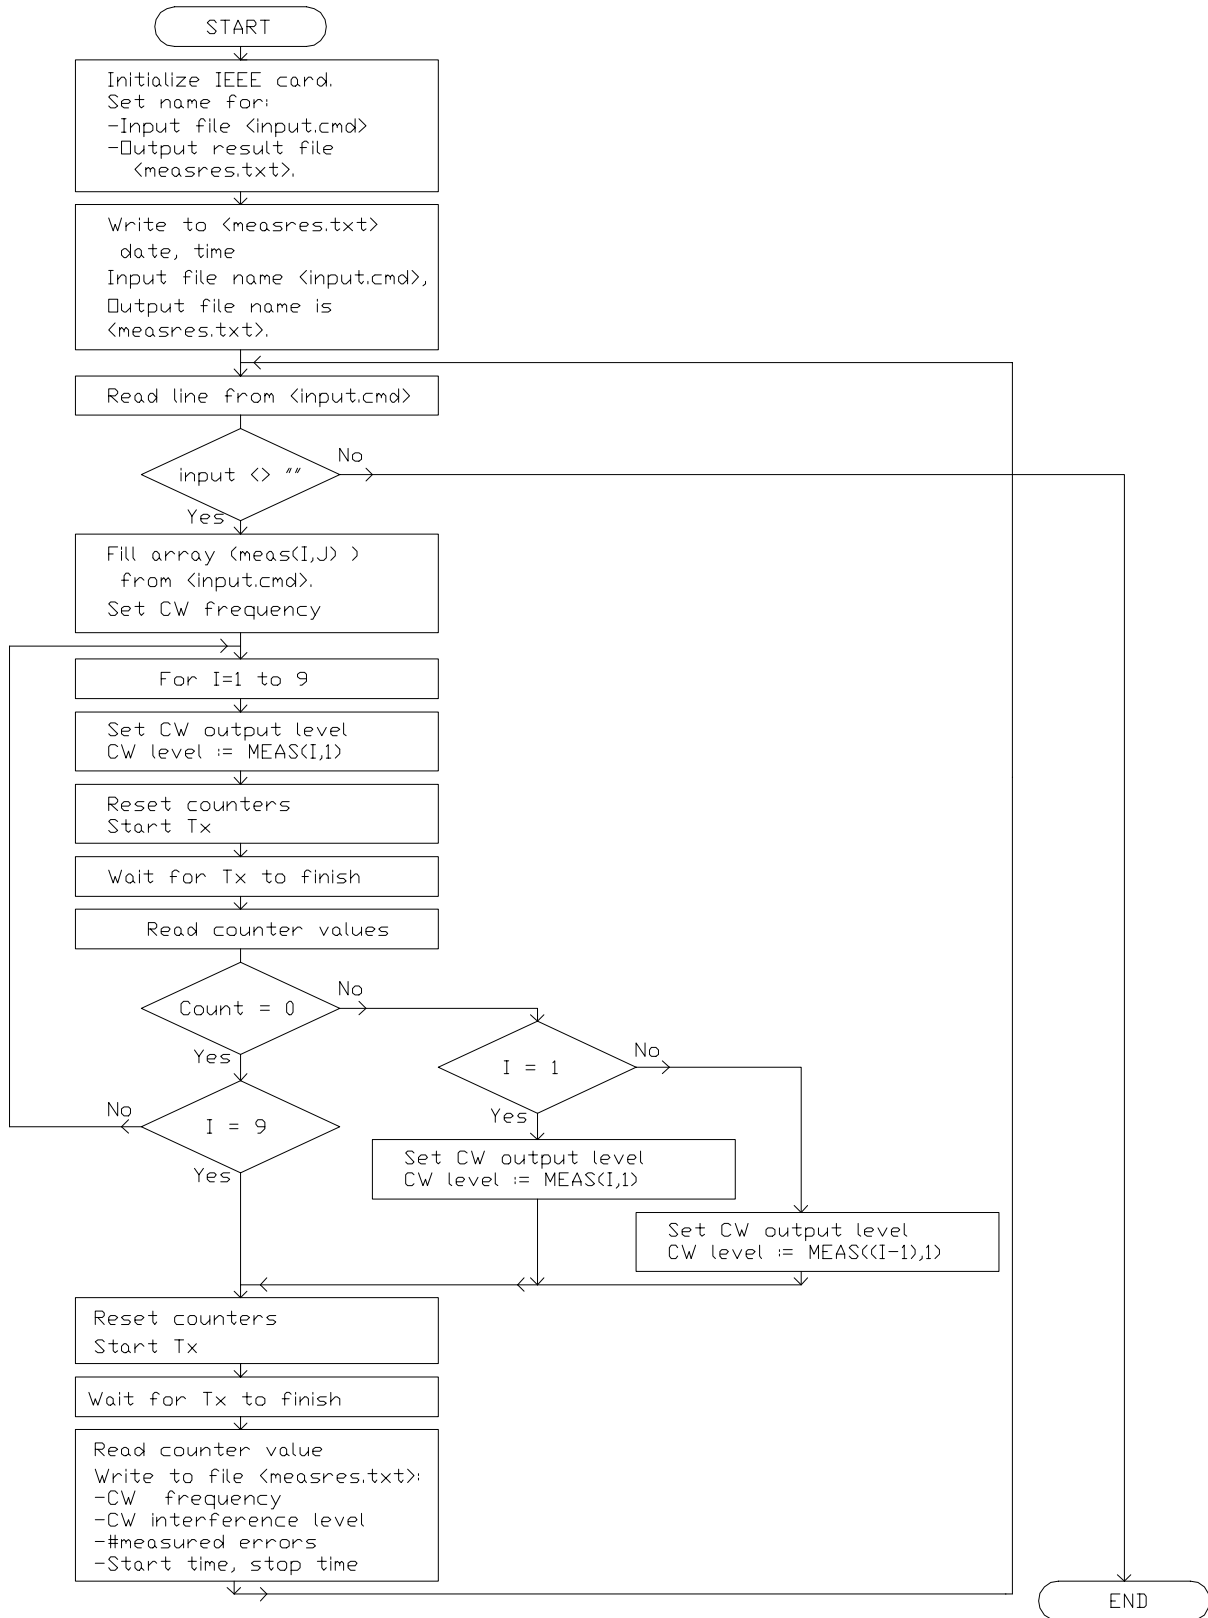 START
Initialize IEEE card.
Set name for:
-Input file <input.cmd>
-Output result file
<measres.txt>.
Write to <measres.txt>
date, time
Input file name <input.cmd>,
Output file name is
<measres.txt>.
Read line from <input.cmd>
No
input <> ""
Yes
Fill array (meas(I,J) )
from <input.cmd>.
Set CW frequency
For I=1 to 9
Set CW output level
CW level := MEAS(I,1)
Reset counters
Start Tx
Wait for Tx to finish
Read counter values
No
Count = 0
Yes
No
I = 1
Yes
No
I = 9
Yes
Set CW output level
CW level := MEAS(I,1)
Set CW output level
CW level := MEAS((I-1),1)
Reset counters
Start Tx
Wait for Tx to finish
Read counter value
Write to file <measres.txt>:
-CW frequency
-CW interference level
-#measured errors
-Start time, stop time
END